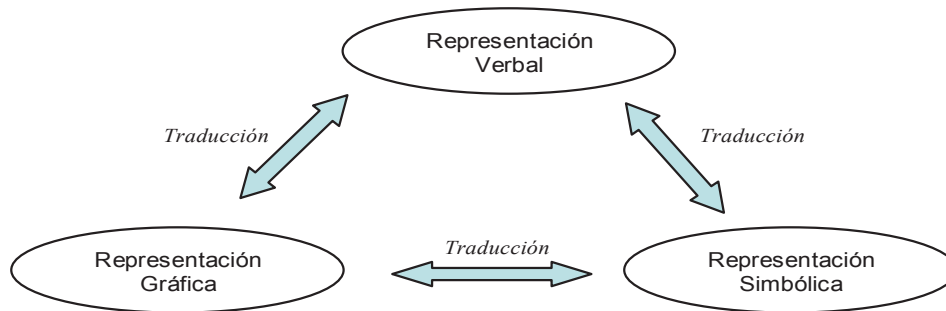 Representación
Verbal
Traducción
Traducción
Traducción
Representación
Gráfica
Representación
Simbólica